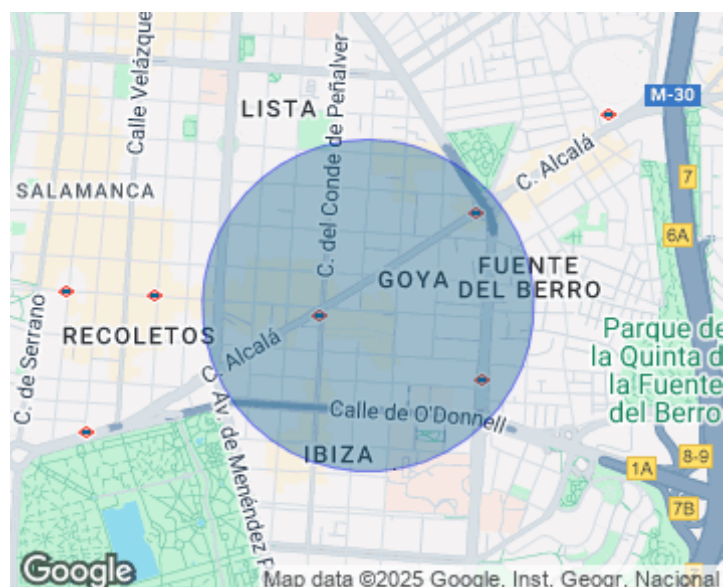 Calle Velázque
LISTA
C. del Conde de Peñalver
M-30
C. Alcalá
7
SALAMANCA
6A
GOYA
FUENTE
DEL BERRO
C. de Serrano
RECOLETOS
C. Alcalá
Parque de
la Quinta d
la Fuente
del Berro
Calle de O'Donnell
Av. de Menéndez P
IBIZA
8-9
1A
7B
7
Google
Map data ©2025 Google, Inst. Geogr. Nacional